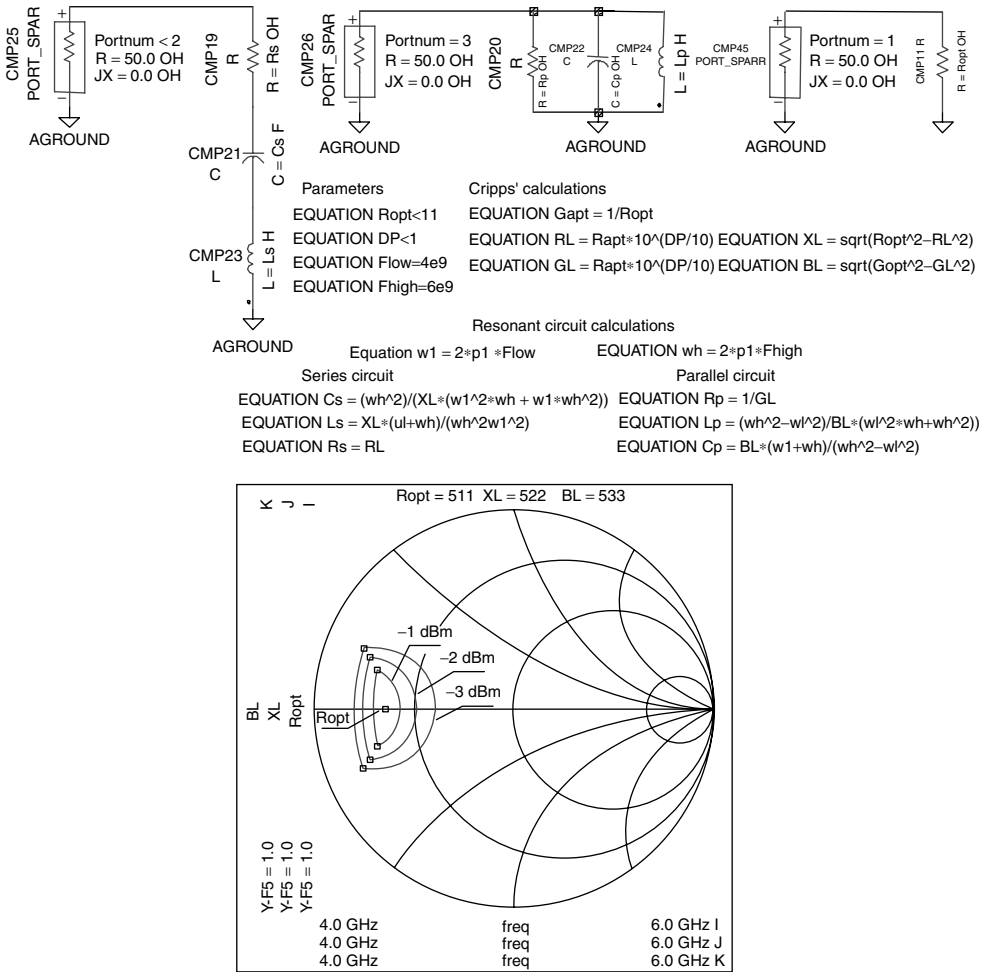 CMP25
PORT_SPAR
+
−
Portnum < 2
R = 50.0 OH
JX = 0.0 OH
AGROUND
CMP19
R
R = Rs OH
CMP21
C
C = Cs F
CMP23
L
L = Ls H
AGROUND
CMP26
PORT_SPAR
+
−
Portnum = 3
R = 50.0 OH
JX = 0.0 OH
AGROUND
CMP20
R
R = Rp OH
CMP22
C
C = Cp OH
CMP24
L
L = Lp H
AGROUND
CMP45
PORT_SPARR
+
−
Portnum = 1
R = 50.0 OH
JX = 0.0 OH
AGROUND
CMP11 R
R = Ropt OH
Parameters
EQUATION Ropt<11
EQUATION DP<1
EQUATION Flow=4e9
EQUATION Fhigh=6e9
Cripps' calculations
EQUATION Gapt = 1/Ropt
EQUATION RL = Rapt*10^(DP/10) EQUATION XL = sqrt(Ropt^2−RL^2)
EQUATION GL = Rapt*10^(DP/10) EQUATION BL = sqrt(Gopt^2−GL^2)
Resonant circuit calculations
Equation w1 = 2*p1 *Flow EQUATION wh = 2*p1*Fhigh
Series circuit
EQUATION Cs = (wh^2)/(XL*(w1^2*wh + w1*wh^2))
EQUATION Ls = XL*(ul+wh)/(wh^2w1^2)
EQUATION Rs = RL
Parallel circuit
EQUATION Rp = 1/GL
EQUATION Lp = (wh^2−wl^2)/BL*(wl^2*wh+wh^2))
EQUATION Cp = BL*(w1+wh)/(wh^2−wl^2)
K
J
I
Ropt = 511 XL = 522 BL = 533
−1 dBm
−2 dBm
−3 dBm
Ropt
BL
XL
Ropt
Y-F5 = 1.0
Y-F5 = 1.0
Y-F5 = 1.0
4.0 GHz freq 6.0 GHz I
4.0 GHz freq 6.0 GHz J
4.0 GHz freq 6.0 GHz K